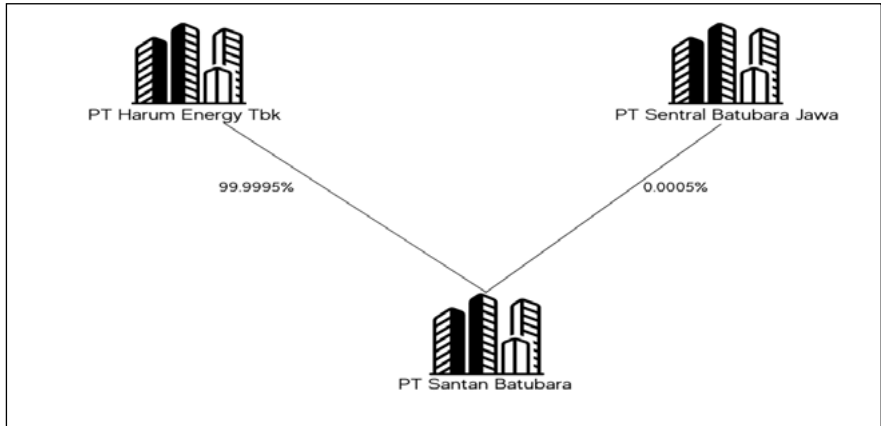 PT Harum Energy Tbk
PT Sentral Batubara Jawa
99.9995%
0.0005%
PT Santan Batubara